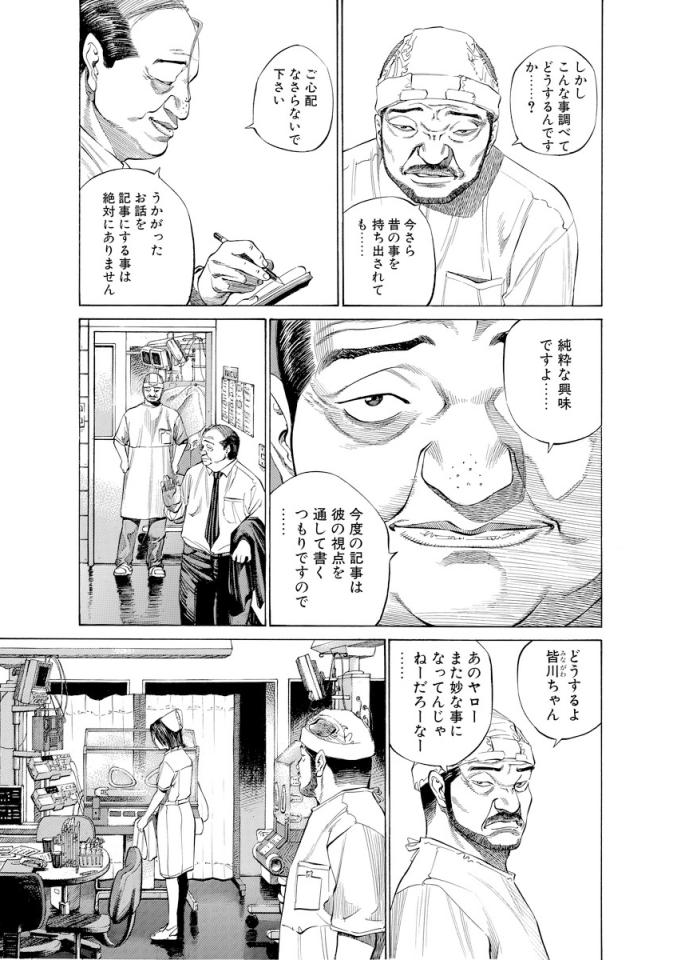 しかし
こんな事調べて
どうするんです
か……?
今さら
昔の事を
持ち出されて
も……
ご心配
なさらないで
下さい
うかがった
お話を
記事にする事は
絶対にありません
純粋な興味
ですよ……
今度の記事は
彼の視点を
通して書く
つもりですので
……
どうするよ
皆川ちゃん
みながわ
あのヤロー
また妙な事に
なってんじゃ
ねーだろーなー
……